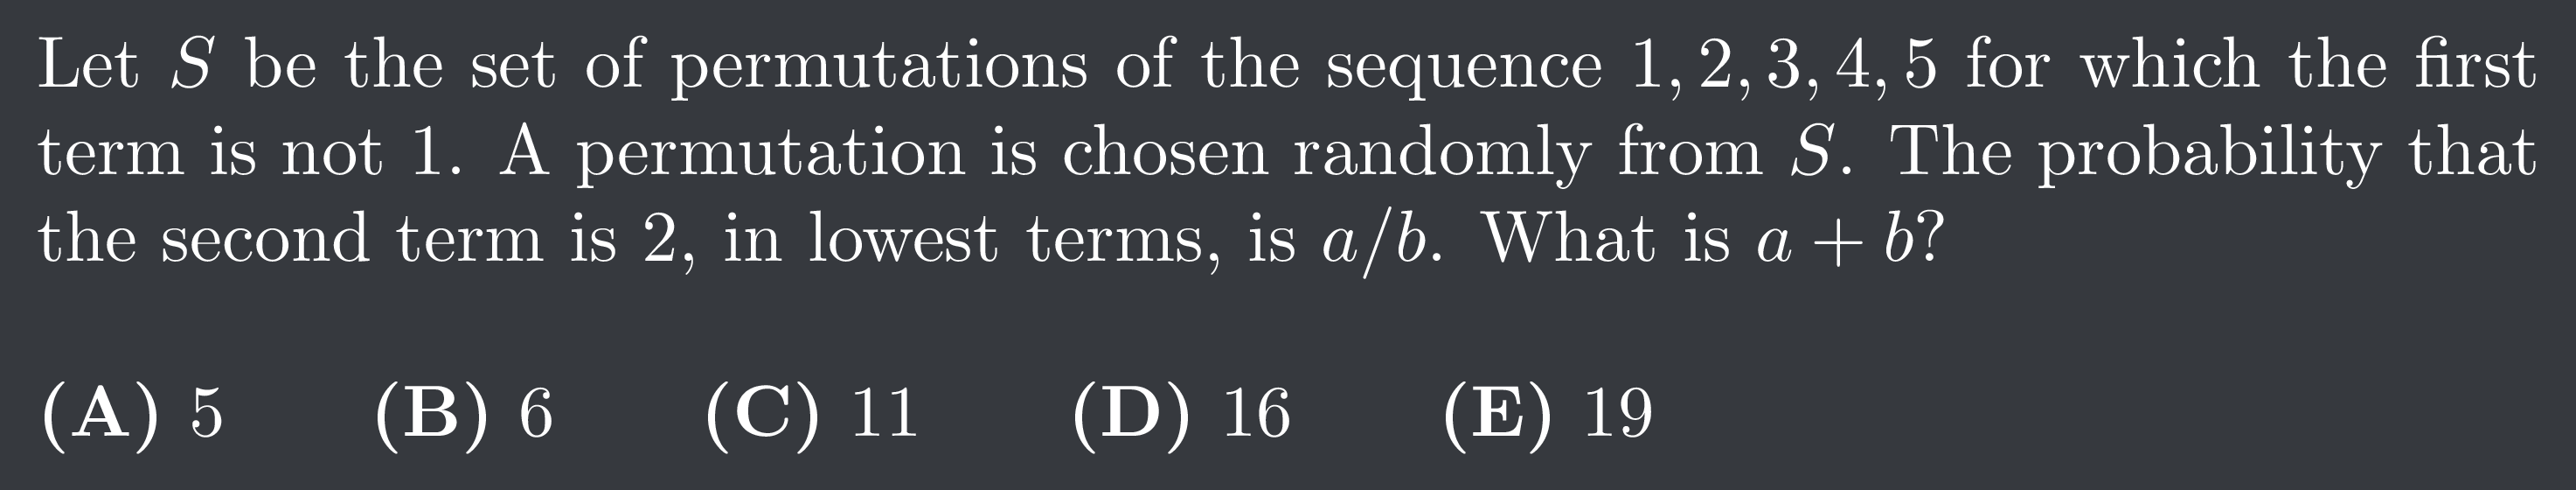 Let S be the set of permutations of the sequence 1, 2, 3, 4, 5 for which the first
term is not 1. A permutation is chosen randomly from S. The probability that
the second term is 2, in lowest terms, is a/b. What is a + b?
(A) 5 (B) 6 (C) 11 (D) 16 (E) 19